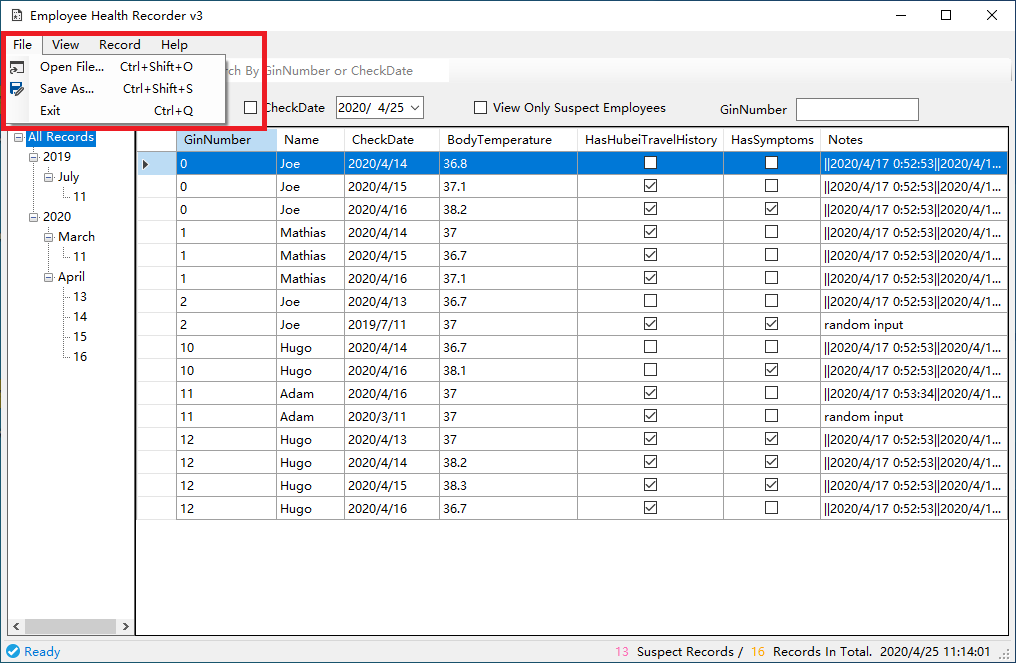 Employee Health Recorder v3
File View Record Help
Open File... Ctrl+Shift+O
Save As... Ctrl+Shift+S
Exit Ctrl+Q
ch By GinNumber or CheckDate
CheckDate 2020/ 4/25 View Only Suspect Employees GinNumber
All Records
2019
July
11
2020
March
11
April
13
14
15
16
GinNumber Name CheckDate BodyTemperature HasHubeiTravelHistory HasSymptoms Notes
0 Joe 2020/4/14 36.8 ||2020/4/17 0:52:53||2020/4/1...
0 Joe 2020/4/15 37.1 ||2020/4/17 0:52:53||2020/4/1...
0 Joe 2020/4/16 38.2 ||2020/4/17 0:52:53||2020/4/1...
1 Mathias 2020/4/14 37 ||2020/4/17 0:52:53||2020/4/1...
1 Mathias 2020/4/15 36.7 ||2020/4/17 0:52:53||2020/4/1...
1 Mathias 2020/4/16 37.1 ||2020/4/17 0:52:53||2020/4/1...
2 Joe 2020/4/13 36.7 ||2020/4/17 0:52:53||2020/4/1...
2 Joe 2019/7/11 37 random input
10 Hugo 2020/4/14 36.7 ||2020/4/17 0:52:53||2020/4/1...
10 Hugo 2020/4/16 38.1 ||2020/4/17 0:52:53||2020/4/1...
11 Adam 2020/4/16 37 ||2020/4/17 0:53:34||2020/4/1...
11 Adam 2020/3/11 37 random input
12 Hugo 2020/4/13 37 ||2020/4/17 0:52:53||2020/4/1...
12 Hugo 2020/4/14 38.2 ||2020/4/17 0:52:53||2020/4/1...
12 Hugo 2020/4/15 38.3 ||2020/4/17 0:52:53||2020/4/1...
12 Hugo 2020/4/16 36.7 ||2020/4/17 0:52:53||2020/4/1...
Ready 13 Suspect Records / 16 Records In Total. 2020/4/25 11:14:01